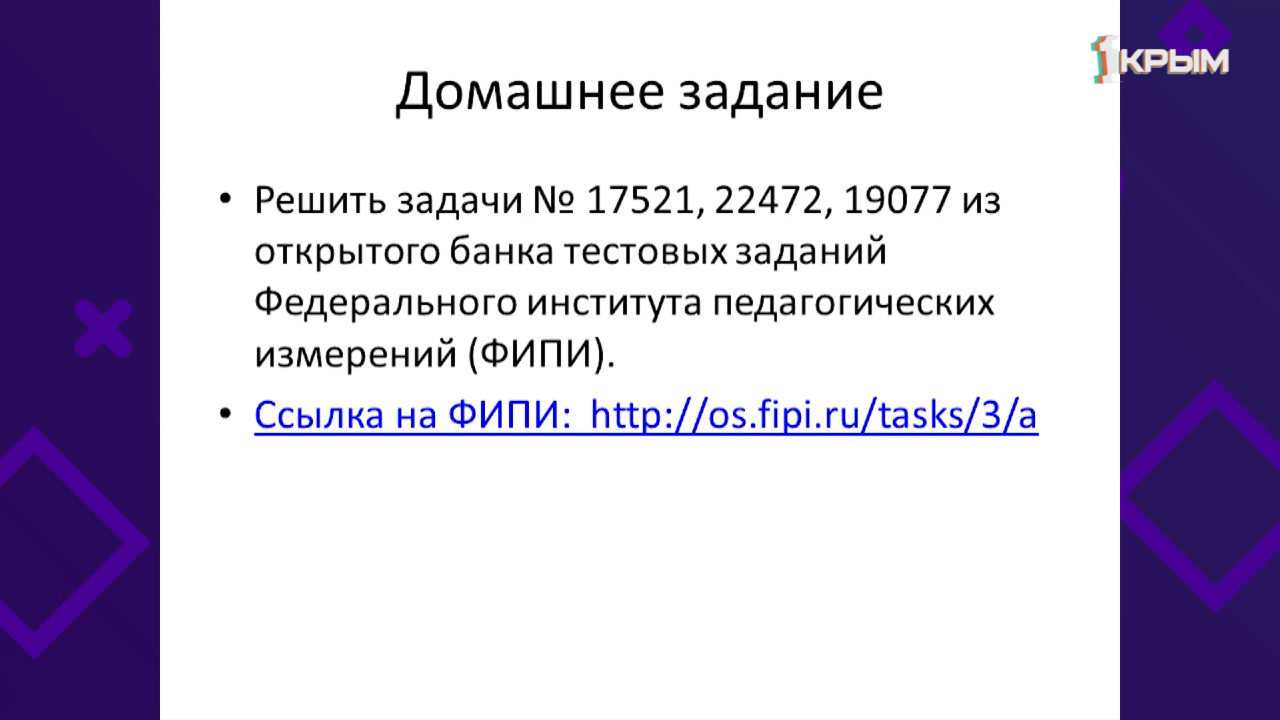 1КРЫМ
Домашнее задание
• Решить задачи № 17521, 22472, 19077 из
открытого банка тестовых заданий
Федерального института педагогических
измерений (ФИПИ).
• Ссылка на ФИПИ: http://os.fipi.ru/tasks/3/a